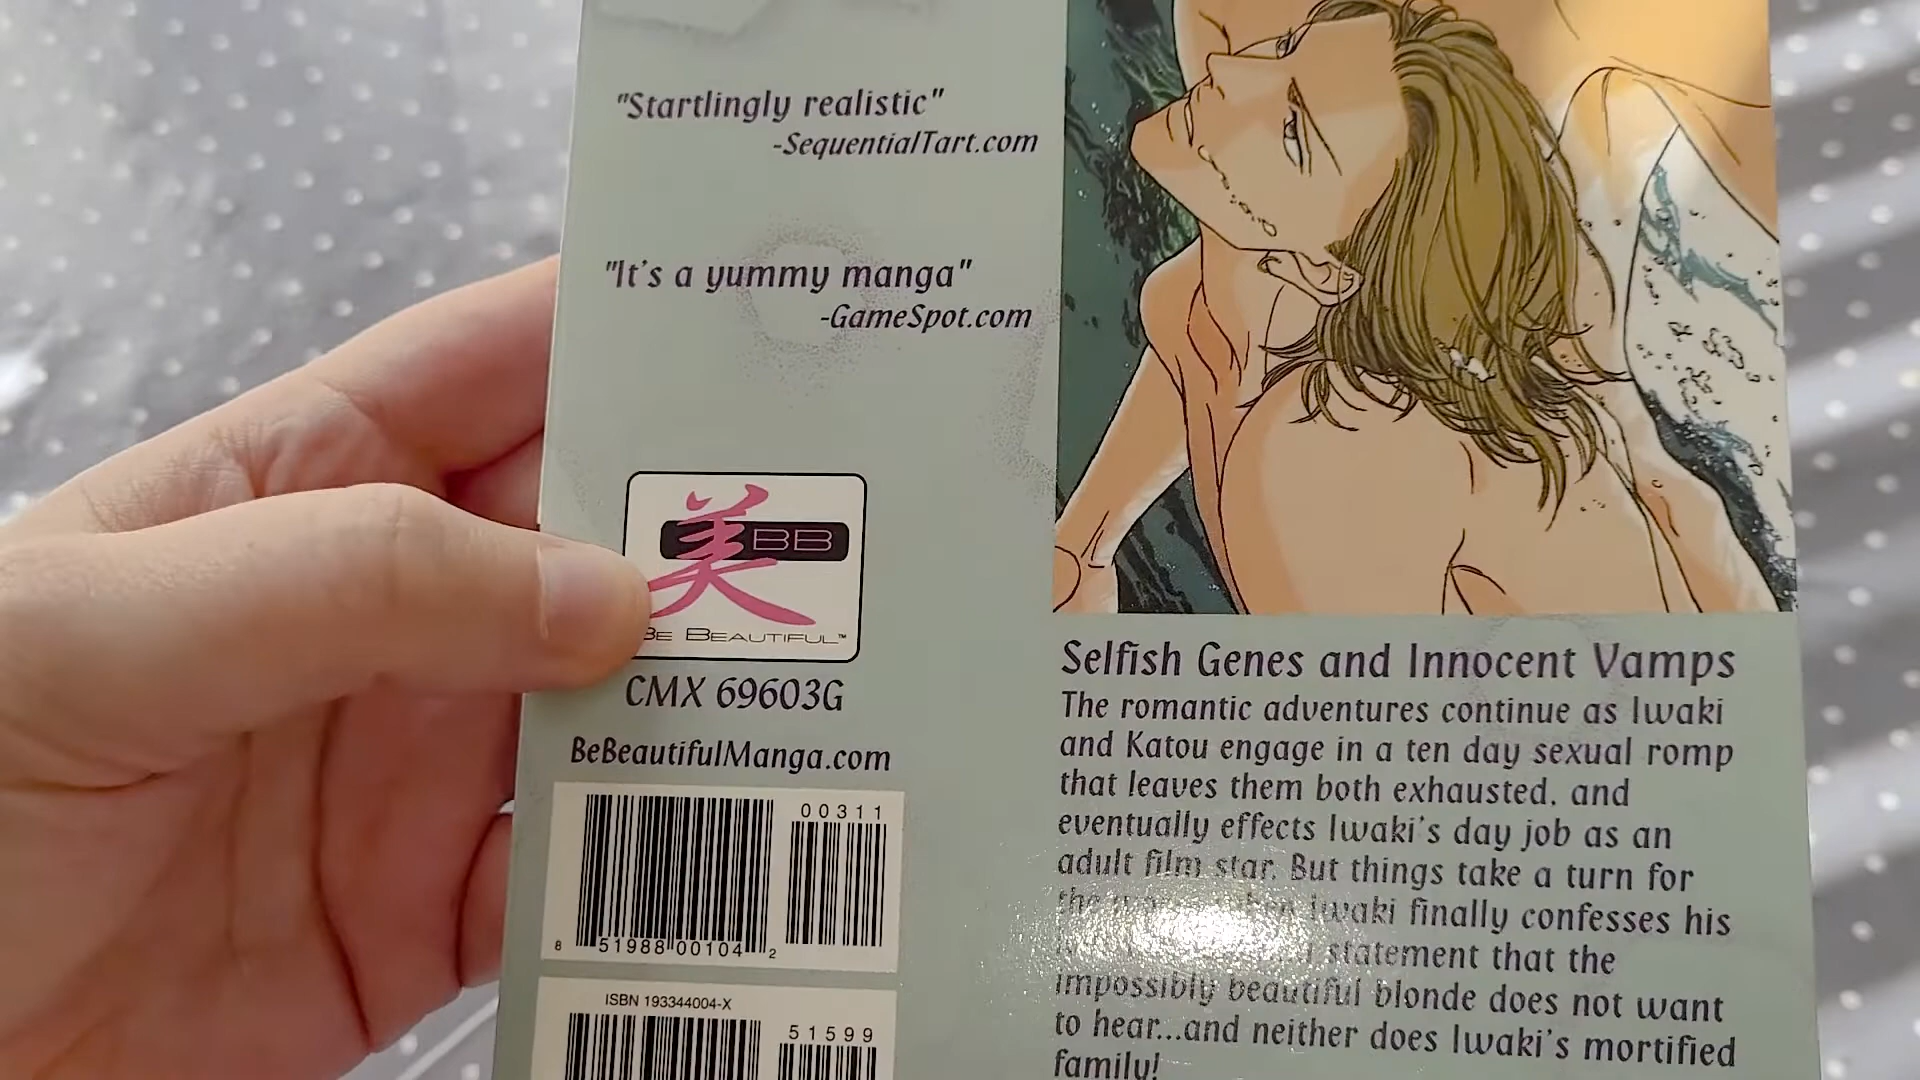 "Startlingly realistic"
-SequentialTart.com
"It's a yummy manga"
-GameSpot.com
美
BB
BE BEAUTIFUL™
CMX 69603G
BeBeautifulManga.com
00311
8 51988 00104 2
ISBN 193344004-X
51599
Selfish Genes and Innocent Vamps
The romantic adventures continue as Iwaki
and Katou engage in a ten day sexual romp
that leaves them both exhausted, and
eventually effects Iwaki's day job as an
adult film star. But things take a turn for
the Iwaki finally confesses his
statement that the
impossibly beautiful blonde does not want
to hear...and neither does Iwaki's mortified
family!